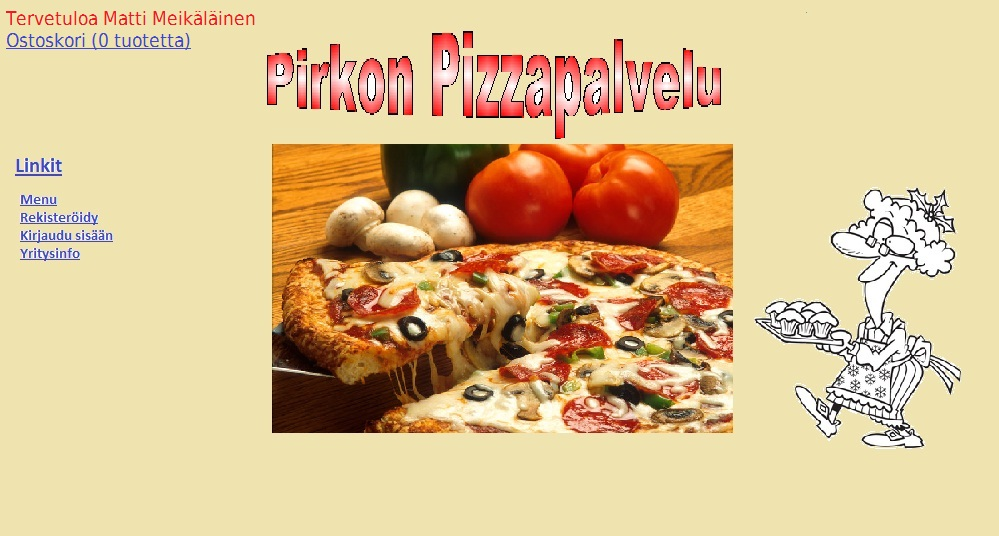 Tervetuloa Matti Meikäläinen
Ostoskori (0 tuotetta)
Pirkon Pizzapalvelu
Linkit
Menu
Rekisteröidy
Kirjaudu sisään
Yritysinfo